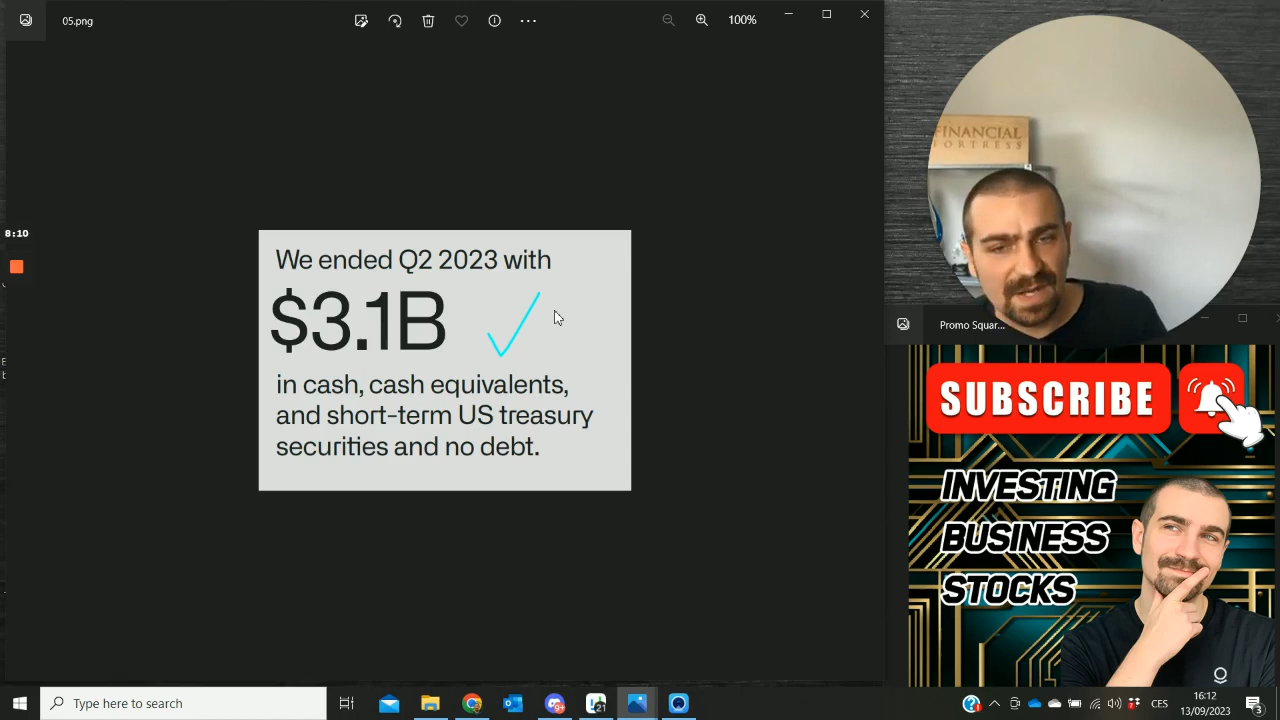 05.png
100%
FINANCIAL
FORTRESS
8:10
We ended Q2 2023 with
$3.1B
in cash, cash equivalents,
and short-term US treasury
securities and no debt.
Promo Squar...
SUBSCRIBE
INVESTING
BUSINESS
STOCKS
Type here to search
21
CES
16:12
13/09/2023
3